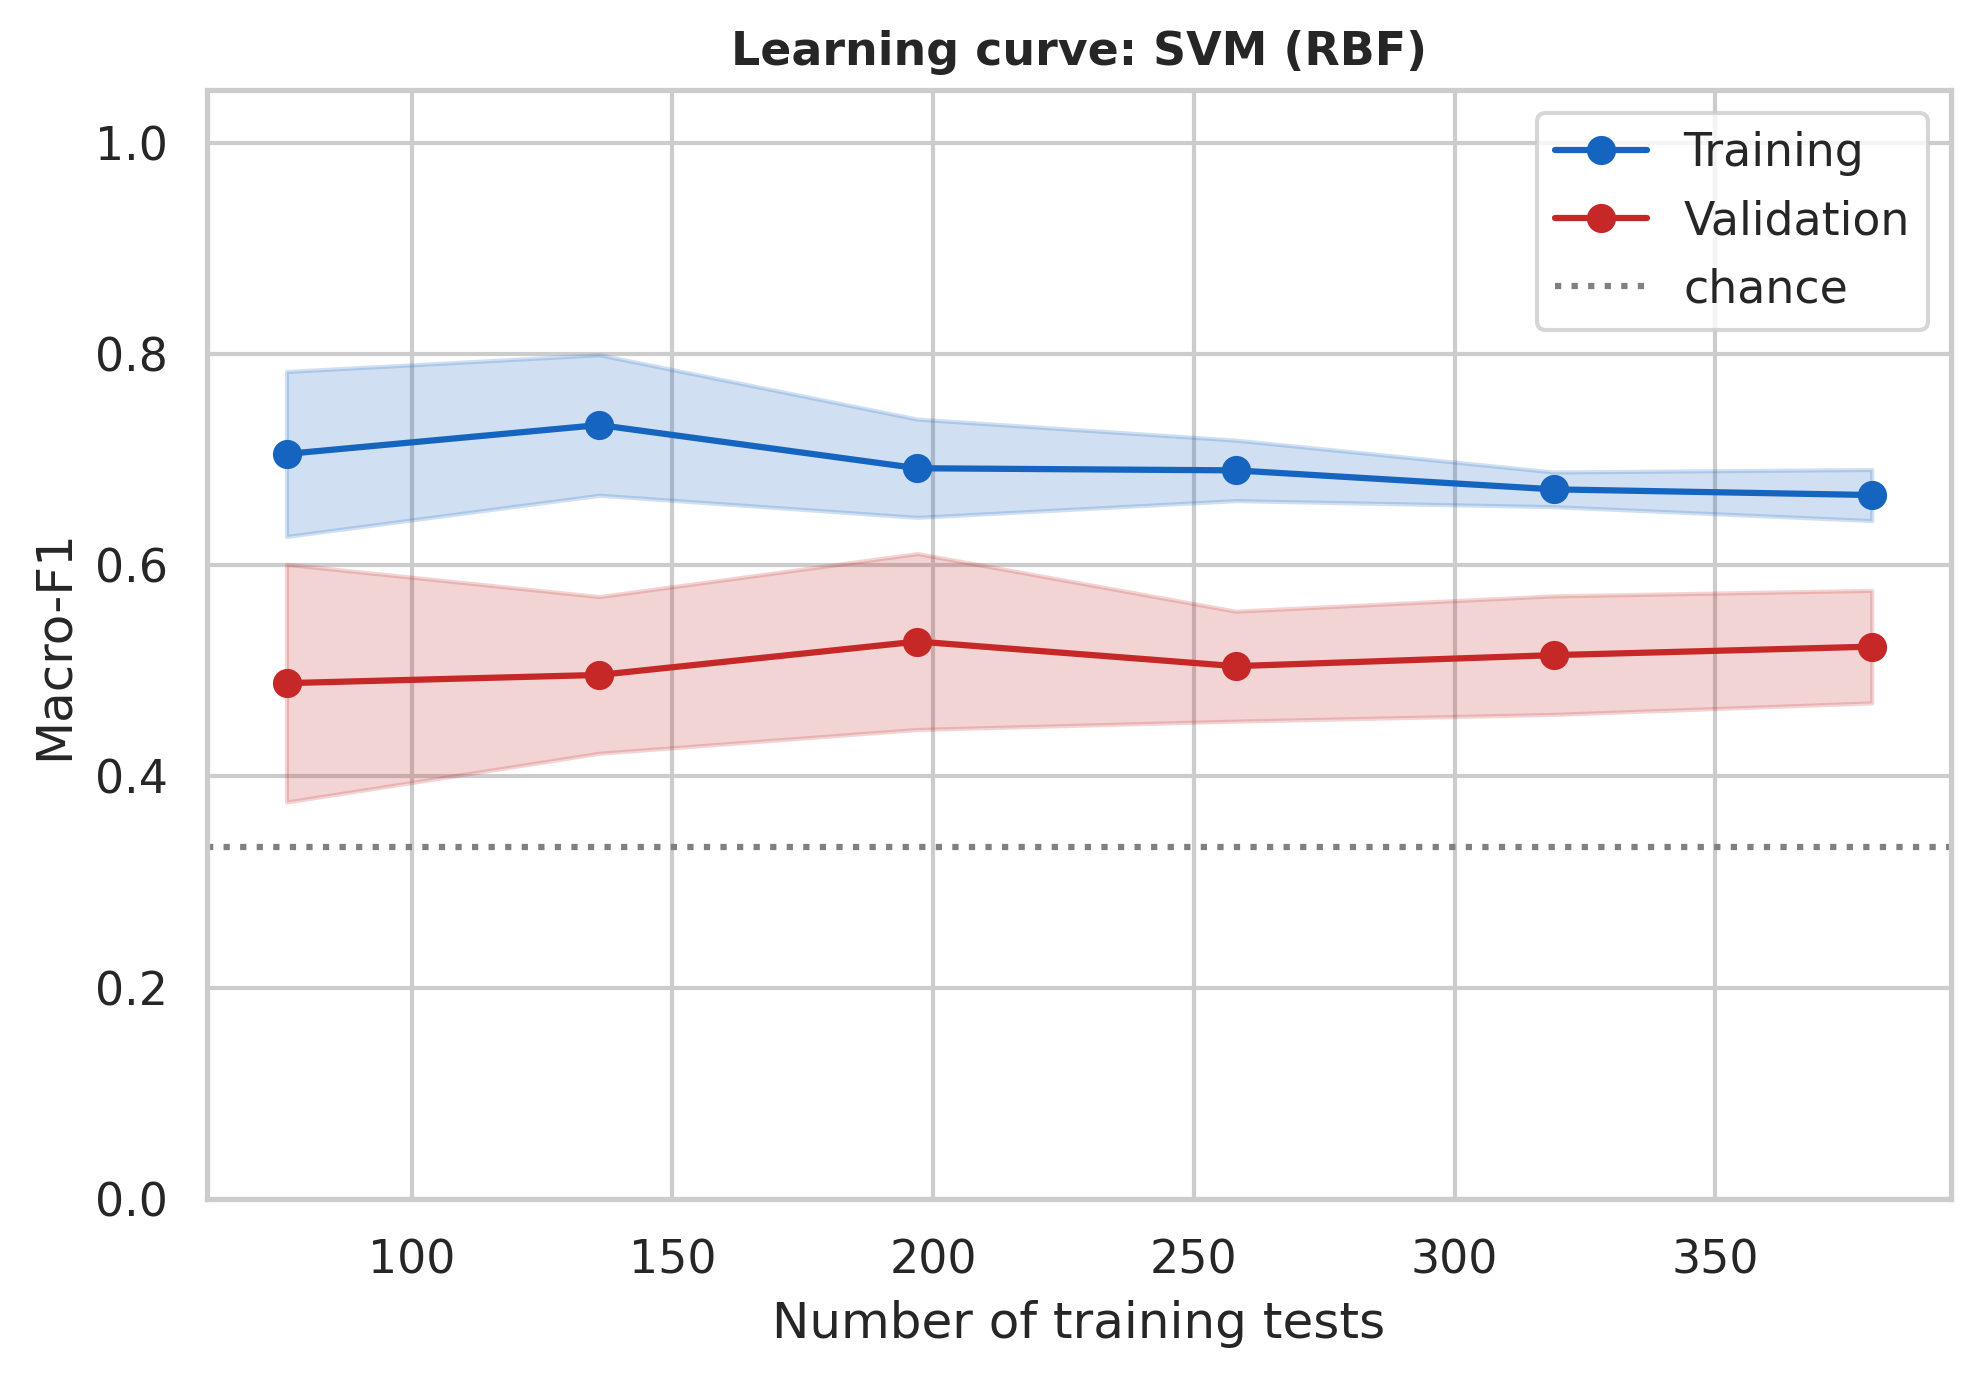 Learning curve: SVM (RBF)
Training
Validation
chance
Macro-F1
1.0
0.8
0.6
0.4
0.2
0.0
100 150 200 250 300 350
Number of training tests